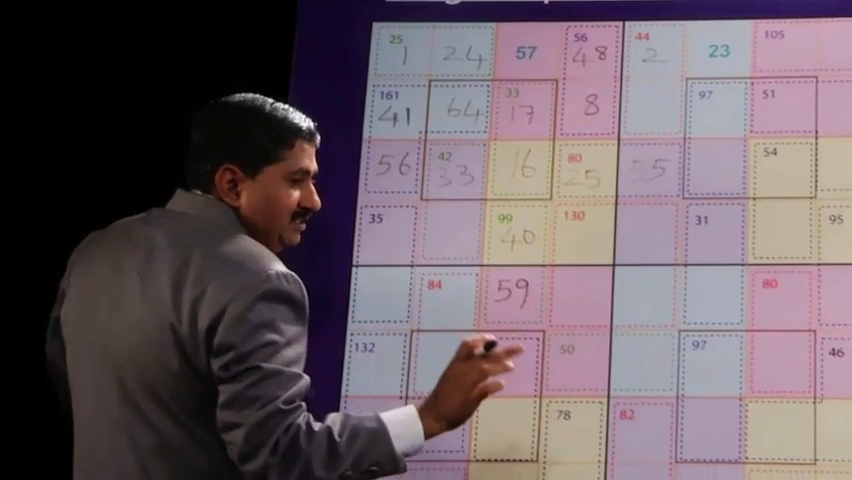 25 1 24 57 56 48 44 2 23 105
161 41 64 33 17 8 97 51
56 42 33 16 80 25 35 54
35 99 40 130 31 95
84 59 80
132 50 97 46
78 82